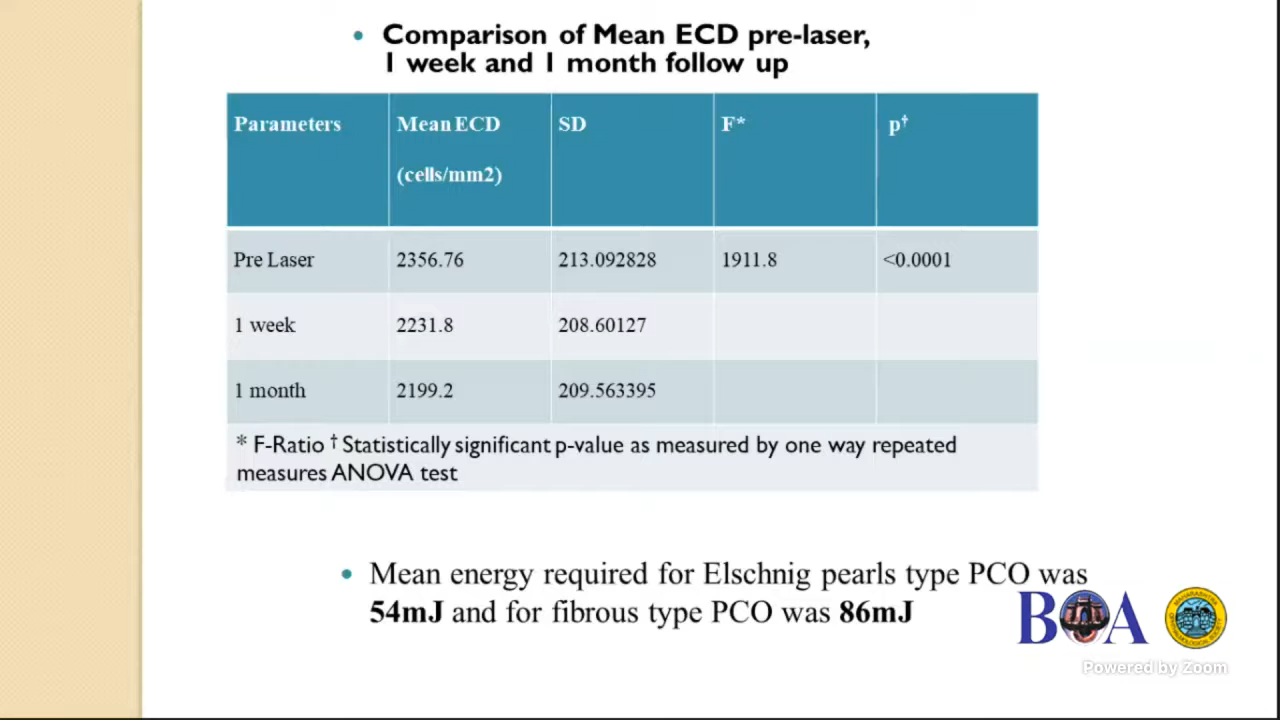 • Comparison of Mean ECD pre-laser,
1 week and 1 month follow up
Parameters Mean ECD SD F* p†
(cells/mm2)
Pre Laser 2356.76 213.092828 1911.8 <0.0001
1 week 2231.8 208.60127
1 month 2199.2 209.563395
* F-Ratio † Statistically significant p-value as measured by one way repeated
measures ANOVA test
• Mean energy required for Elschnig pearls type PCO was
54mJ and for fibrous type PCO was 86mJ
BOA
Powered by Zoom